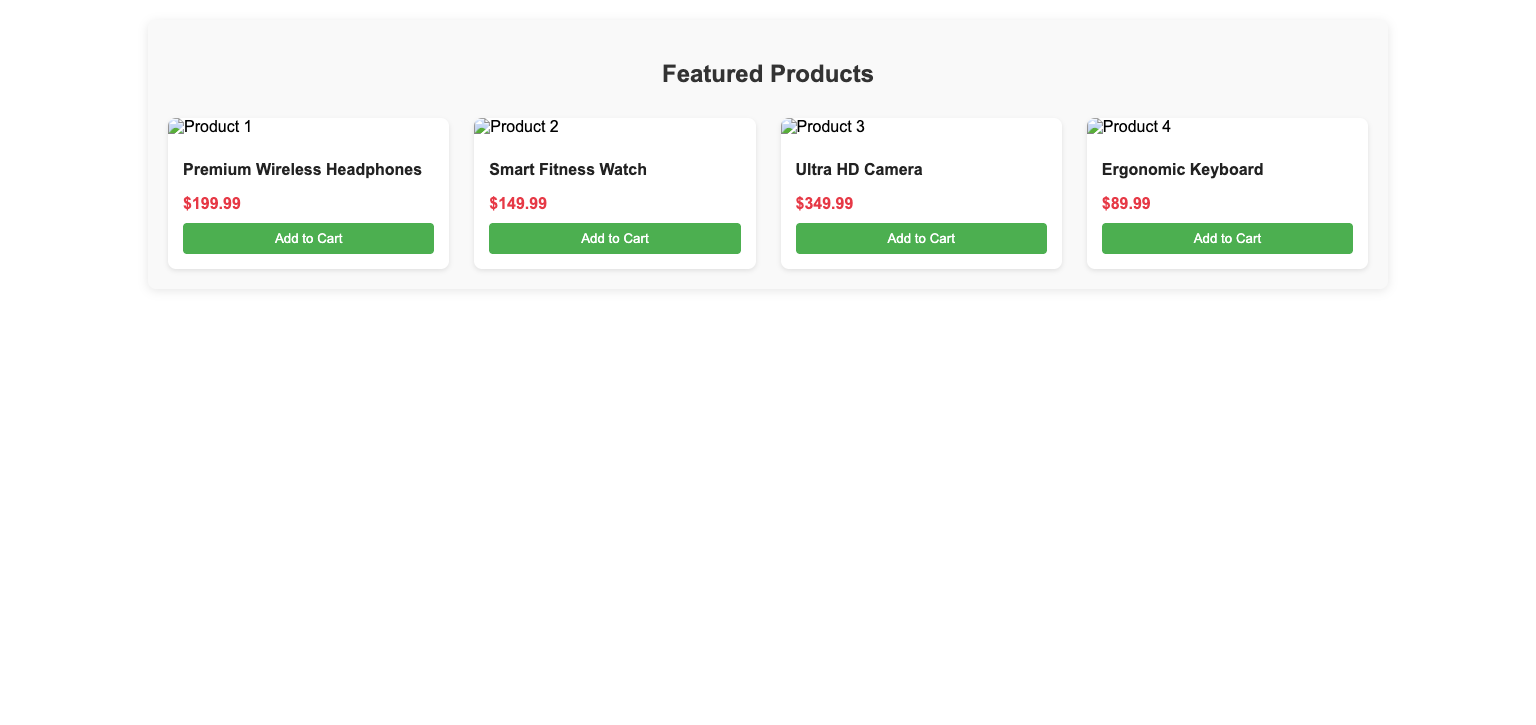 Featured Products
Product 1
Product 2
Product 3
Product 4
Premium Wireless Headphones
Smart Fitness Watch
Ultra HD Camera
Ergonomic Keyboard
$199.99
$149.99
$349.99
$89.99
Add to Cart
Add to Cart
Add to Cart
Add to Cart